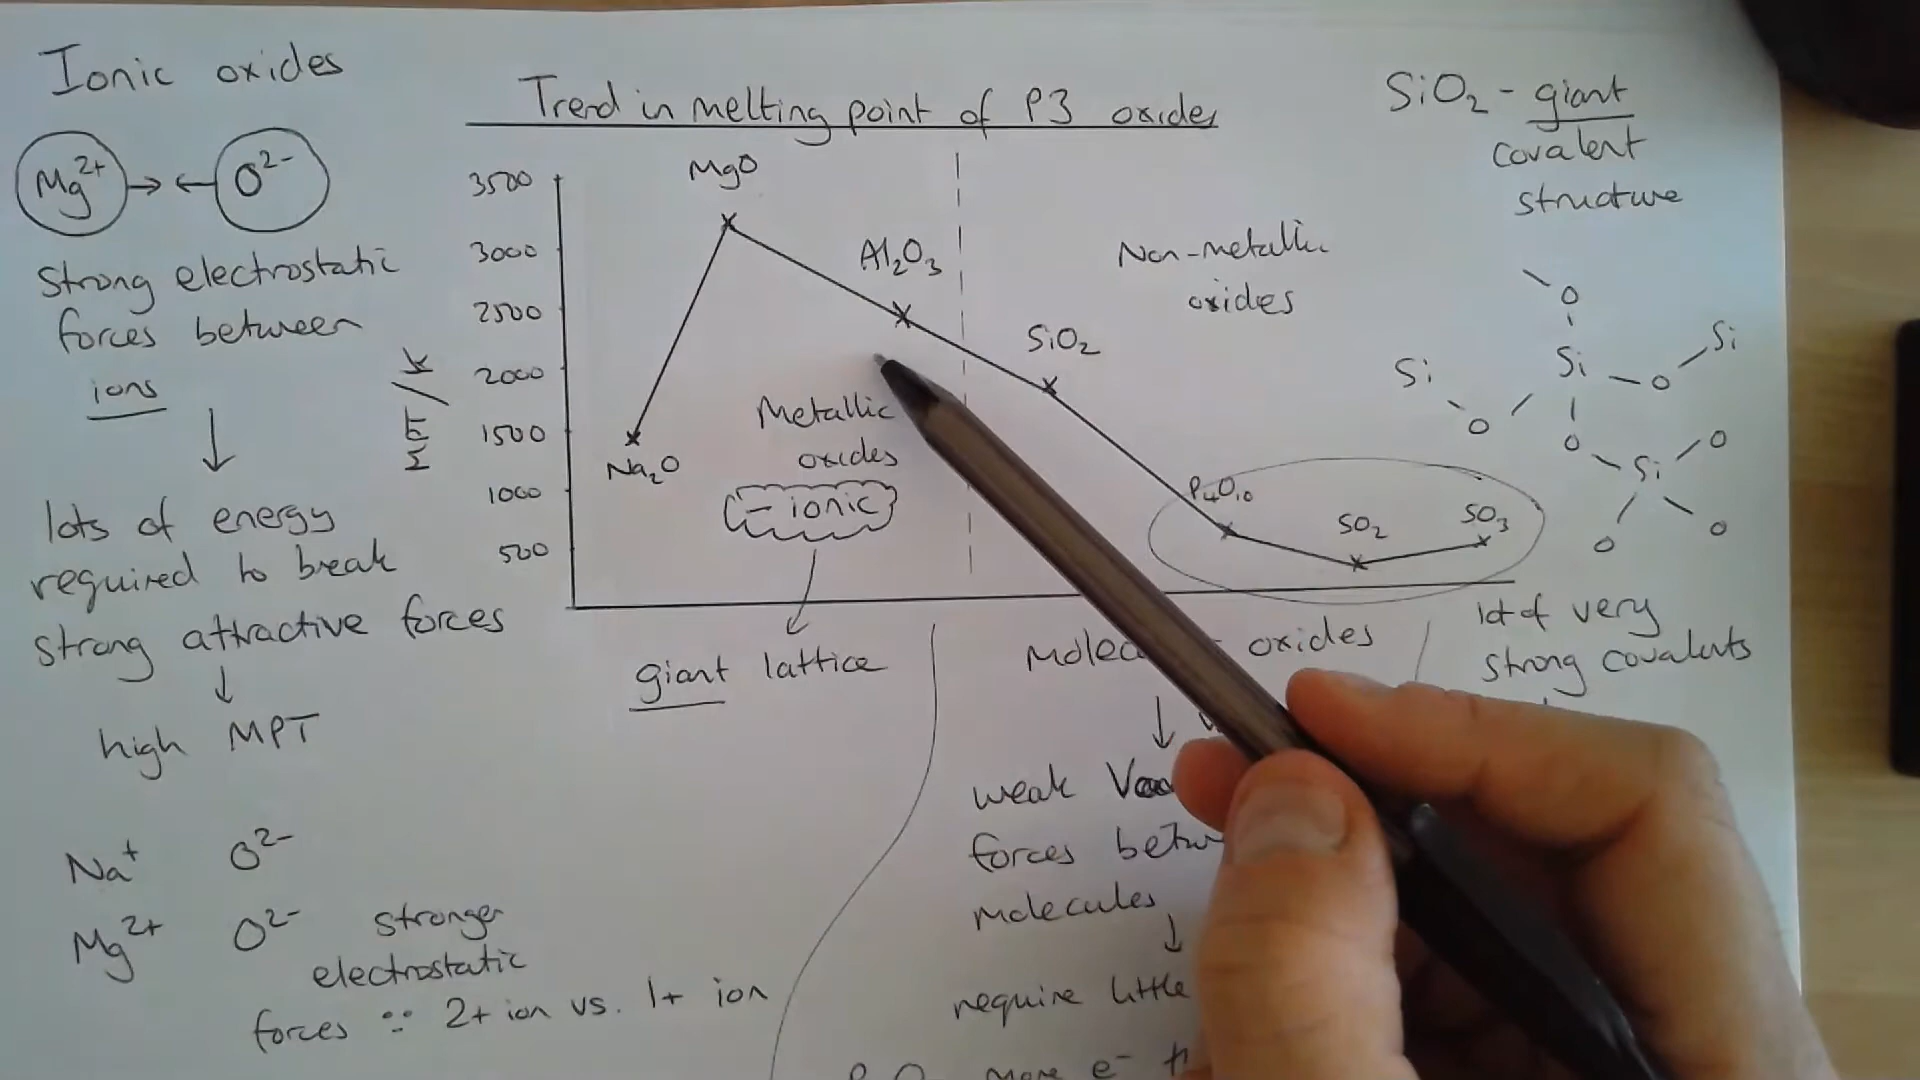 Ionic oxides
Mg2+ → ← O2-
Strong electrostatic
forces between
ions
↓
lots of energy
required to break
strong attractive forces
↓
high MPT
Na+ O2-
Mg2+ O2- stronger
electrostatic
forces ∵ 2+ ion vs. 1+ ion
Trend in melting point of P3 oxides
MPT/K
3500
3000
2500
2000
1500
1000
500
MgO
Al2O3
Na2O
SiO2
P4O10
SO2
SO3
Metallic
oxides
- ionic
giant lattice
Non-metallic
oxides
oxides
↓
weak
forces
molecules
↓
require little
more e-
SiO2 - giant
covalent
structure
O
Si
Si - O
Si
O
O
Si
O
O
O
lot of very
strong covalents